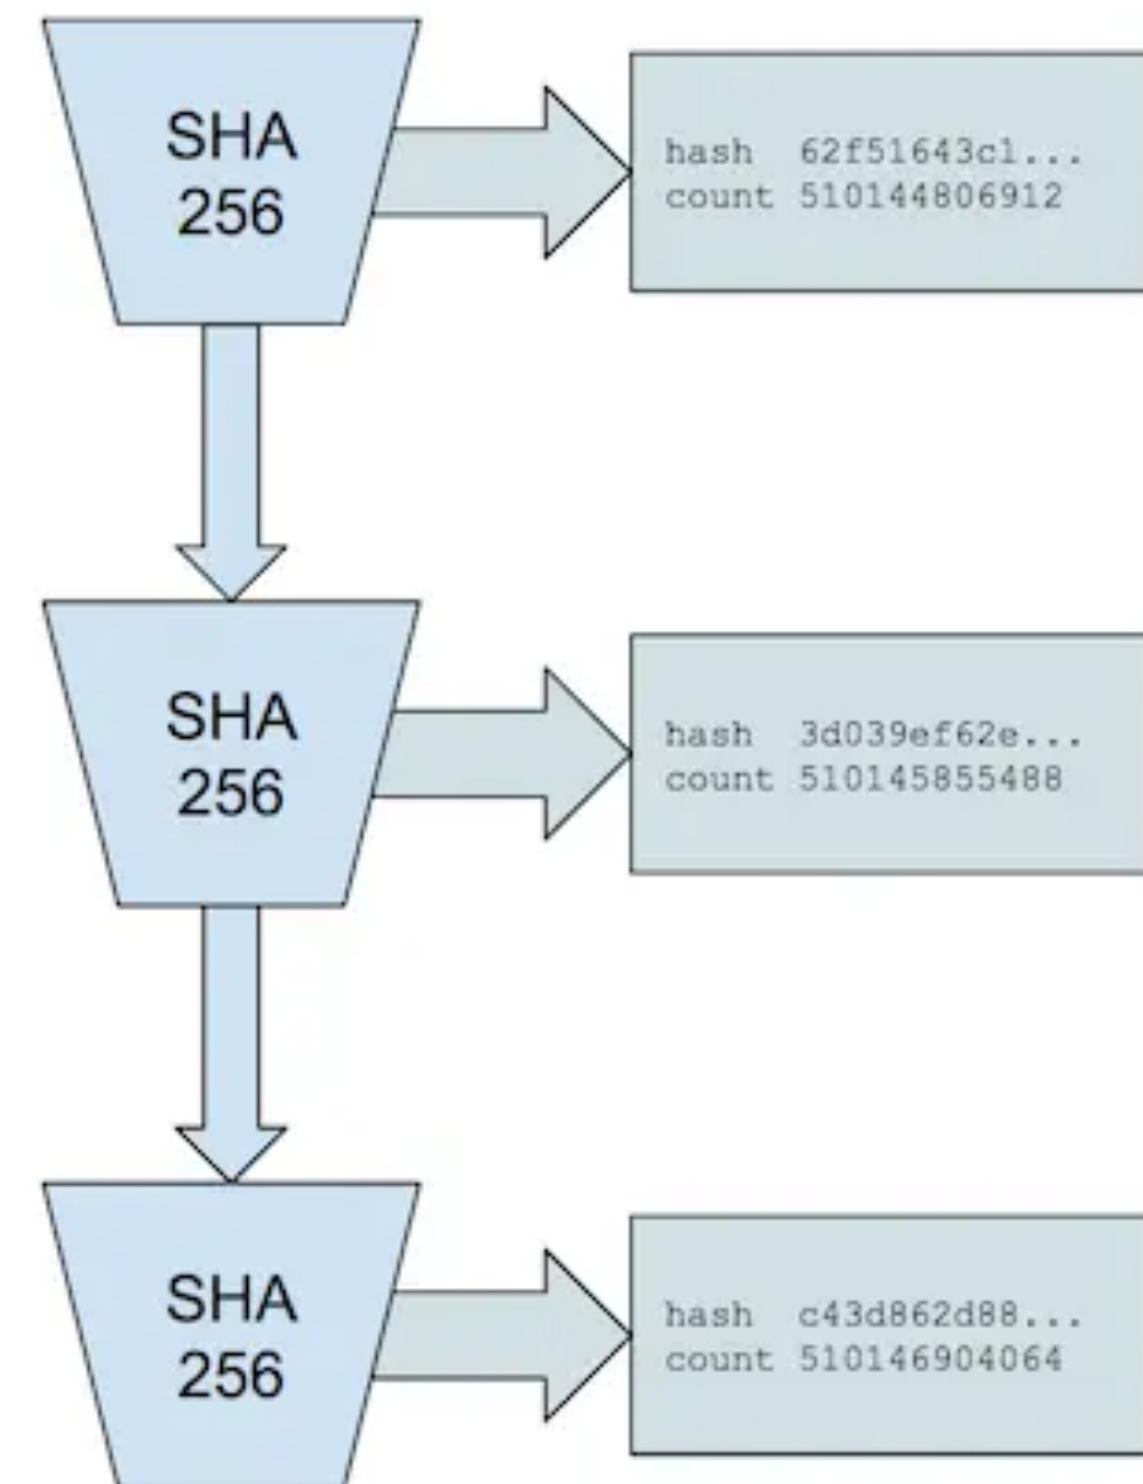 SHA
256
hash  62f51643c1...
count 510144806912
SHA
256
hash  3d039ef62e...
count 510145855488
SHA
256
hash  c43d862d88...
count 510146904064